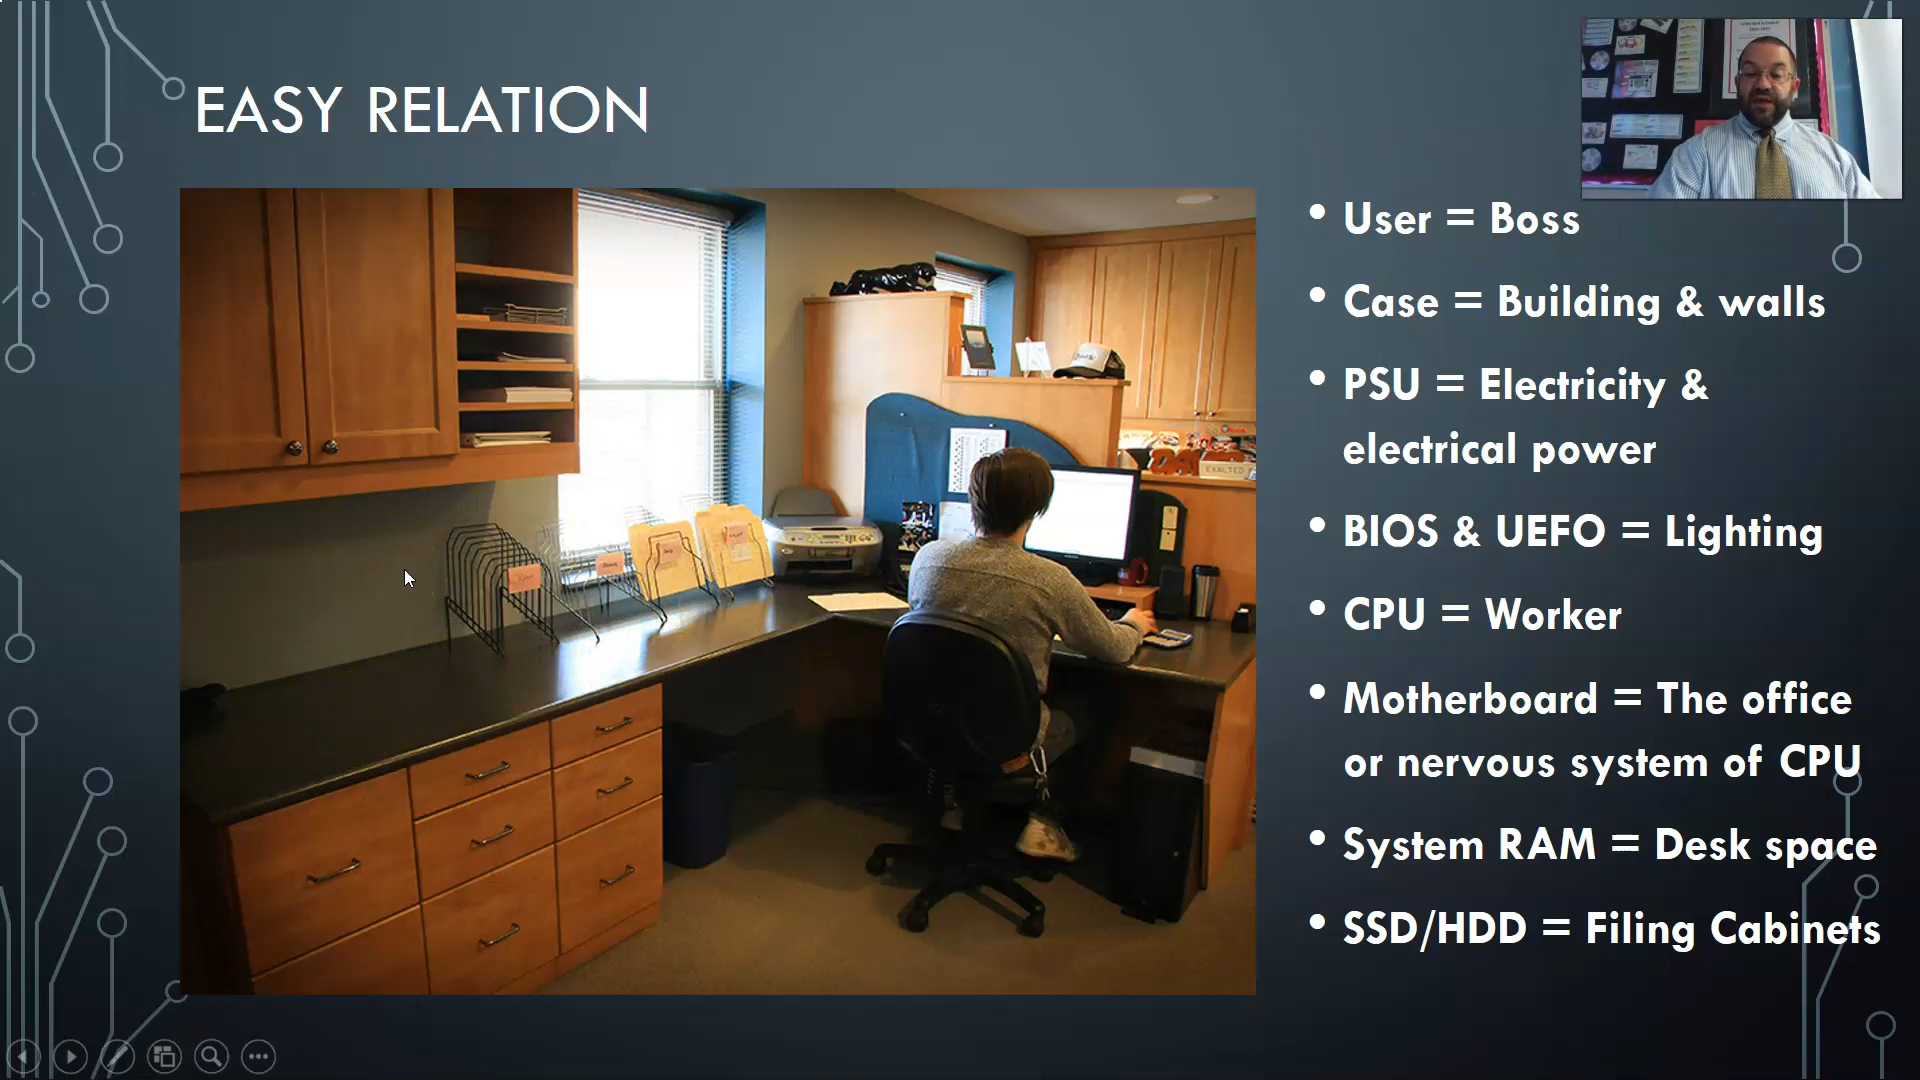 EASY RELATION
• User = Boss
• Case = Building & walls
• PSU = Electricity &
electrical power
• BIOS & UEFO = Lighting
• CPU = Worker
• Motherboard = The office
or nervous system of CPU
• System RAM = Desk space
• SSD/HDD = Filing Cabinets
EXALTED